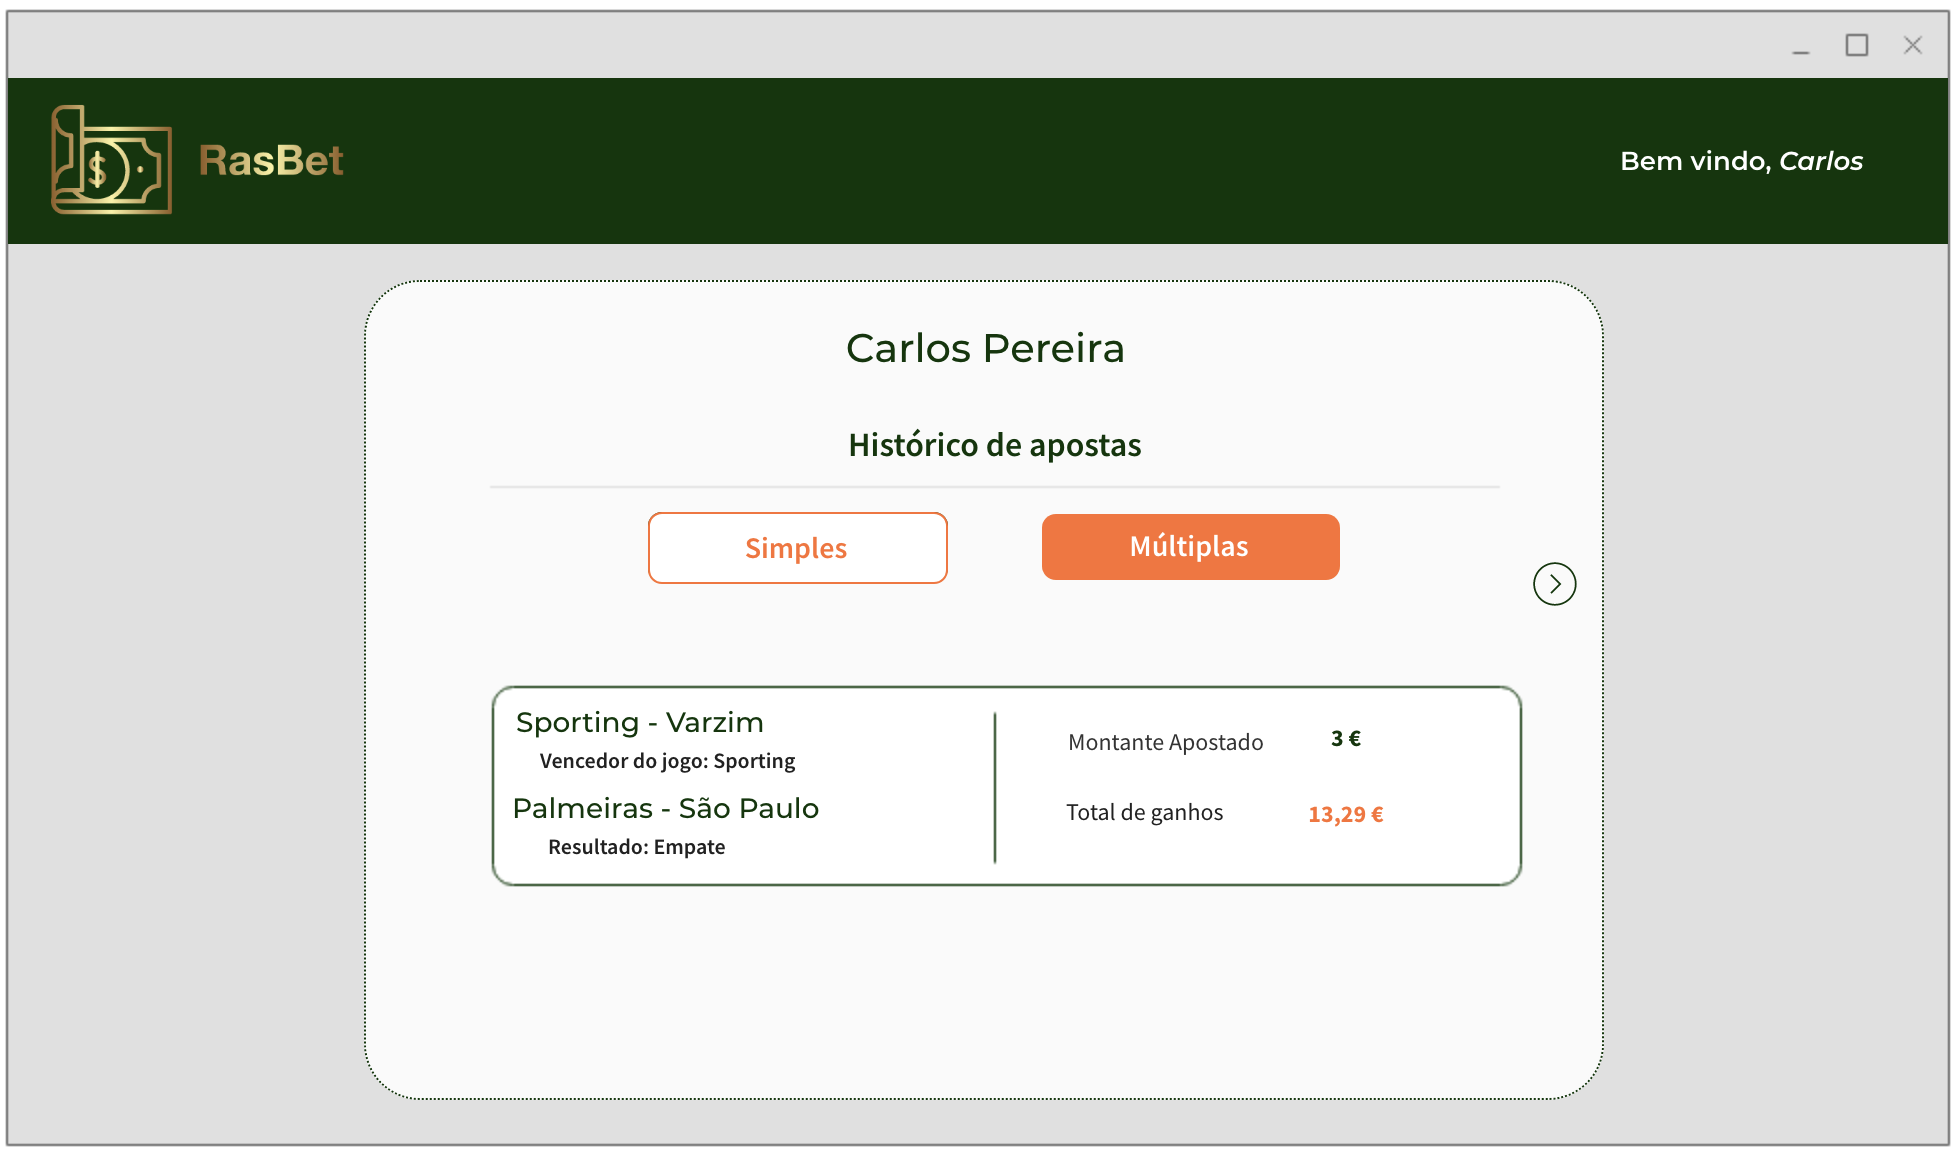 RasBet
Bem vindo, Carlos
Carlos Pereira
Histórico de apostas
Simples
Múltiplas
Sporting - Varzim
Vencedor do jogo: Sporting
Palmeiras - São Paulo
Resultado: Empate
Montante Apostado
3 €
Total de ganhos
13,29 €